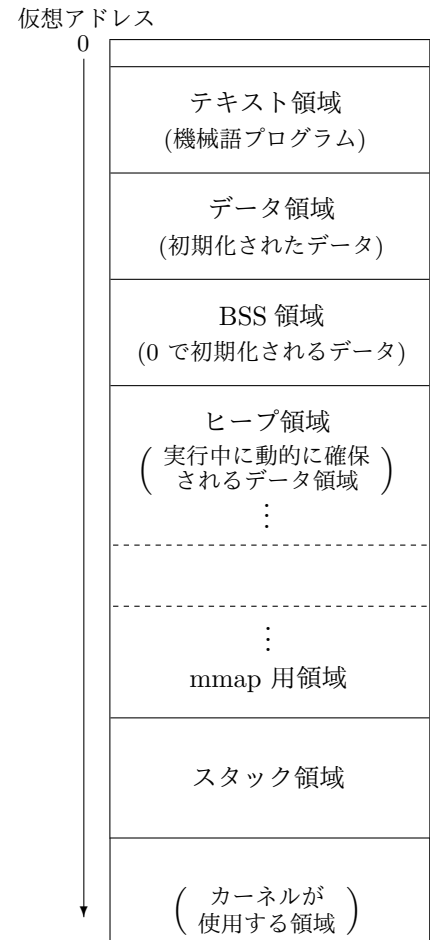 仮想アドレス
0
テキスト領域
(機械語プログラム)
データ領域
(初期化されたデータ)
BSS 領域
(0 で初期化されるデータ)
ヒープ領域
( 実行中に動的に確保
されるデータ領域 )
⋮
⋮
mmap 用領域
スタック領域
( カーネルが
使用する領域 )